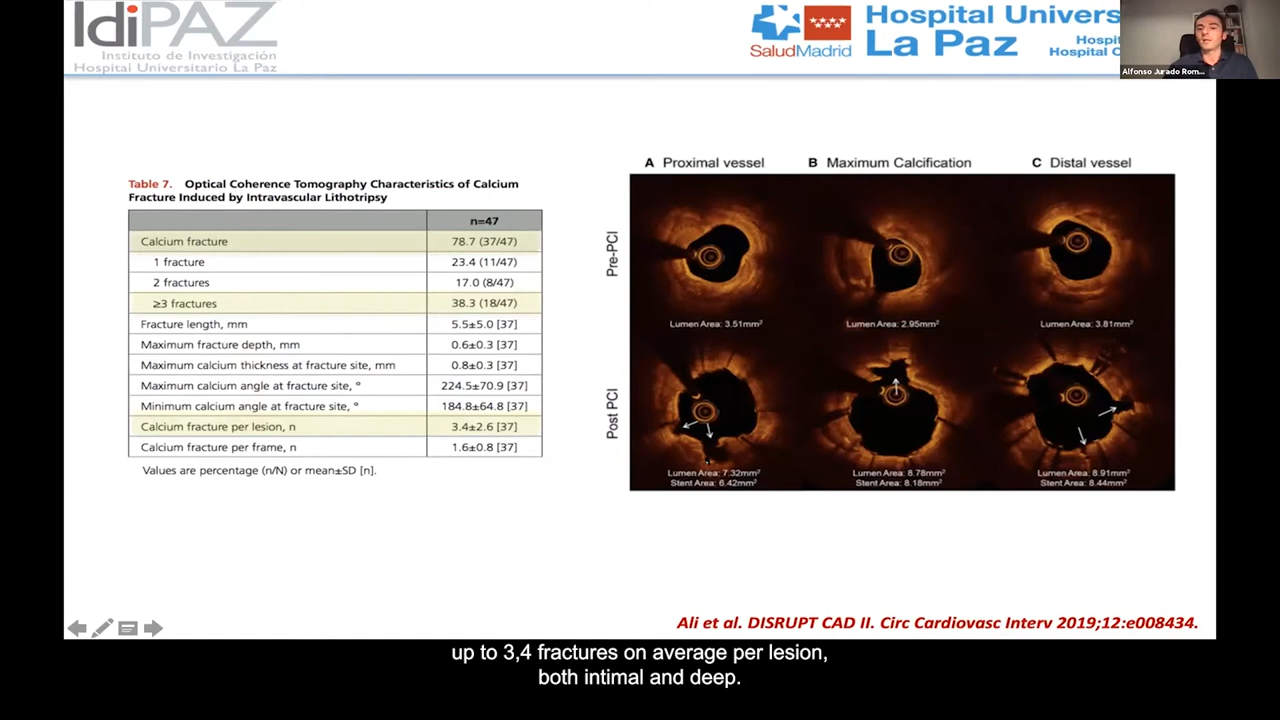 IdiPAZ
Instituto de Investigación
Hospital Universitario La Paz
SaludMadrid
Hospital Univers
La Paz
Hospit
Hospital C
Alfonso Jurado Rom...
Table 7. Optical Coherence Tomography Characteristics of Calcium
Fracture Induced by Intravascular Lithotripsy
n=47
Calcium fracture 78.7 (37/47)
1 fracture 23.4 (11/47)
2 fractures 17.0 (8/47)
≥3 fractures 38.3 (18/47)
Fracture length, mm 5.5±5.0 [37]
Maximum fracture depth, mm 0.6±0.3 [37]
Maximum calcium thickness at fracture site, mm 0.8±0.3 [37]
Maximum calcium angle at fracture site, ° 224.5±70.9 [37]
Minimum calcium angle at fracture site, ° 184.8±64.8 [37]
Calcium fracture per lesion, n 3.4±2.6 [37]
Calcium fracture per frame, n 1.6±0.8 [37]
Values are percentage (n/N) or mean±SD [n].
A Proximal vessel B Maximum Calcification C Distal vessel
Pre-PCI
Lumen Area: 3.51mm² Lumen Area: 2.95mm² Lumen Area: 3.81mm²
Post PCI
Lumen Area: 7.32mm² Lumen Area: 8.78mm² Lumen Area: 8.91mm²
Stent Area: 6.42mm² Stent Area: 8.18mm² Stent Area: 8.44mm²
Ali et al. DISRUPT CAD II. Circ Cardiovasc Interv 2019;12:e008434.
up to 3,4 fractures on average per lesion,
both intimal and deep.